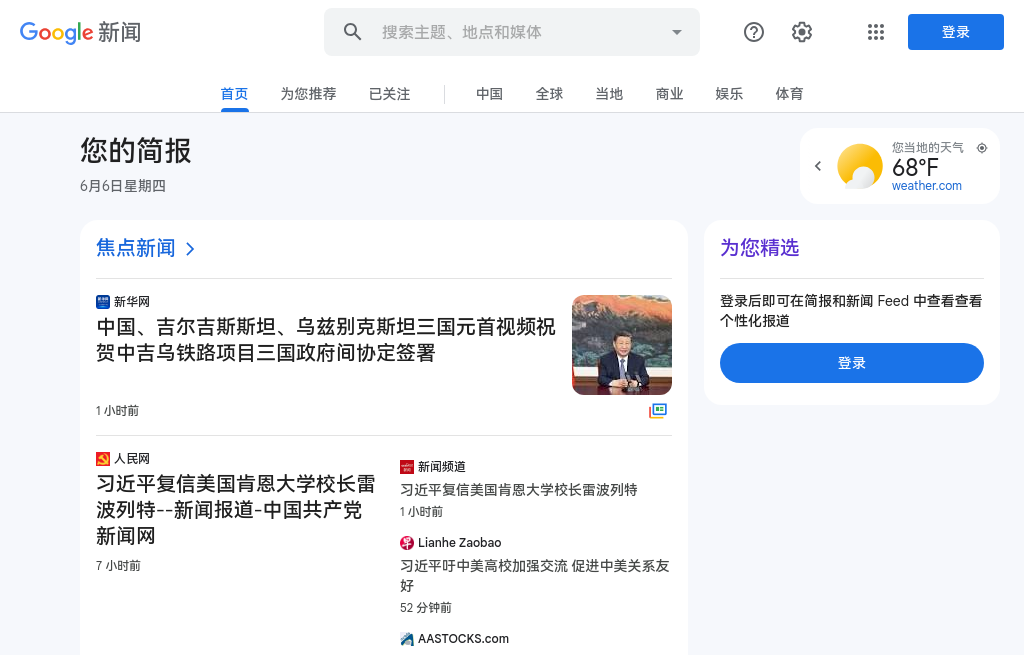 Google 新闻
搜索主题、地点和媒体
登录
首页
为您推荐
已关注
中国
全球
当地
商业
娱乐
体育
您的简报
6月6日星期四
您当地的天气
68°F
weather.com
焦点新闻
新华网
中国、吉尔吉斯斯坦、乌兹别克斯坦三国元首视频祝
贺中吉乌铁路项目三国政府间协定签署
1 小时前
人民网
习近平复信美国肯恩大学校长雷
波列特--新闻报道-中国共产党
新闻网
7 小时前
新闻频道
习近平复信美国肯恩大学校长雷波列特
1 小时前
Lianhe Zaobao
习近平吁中美高校加强交流 促进中美关系友
好
52 分钟前
AASTOCKS.com
为您精选
登录后即可在简报和新闻 Feed 中查看查看
个性化报道
登录